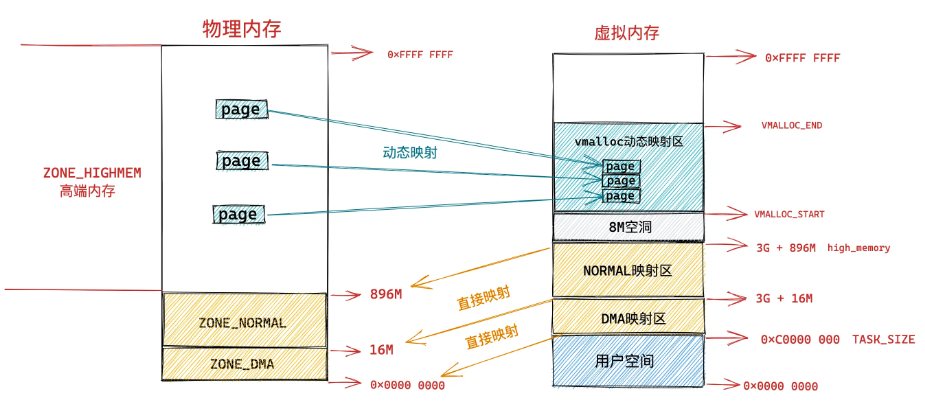 物理内存
虚拟内存
0×FFFF FFFF
0×FFFF FFFF
page
VMALLOC_END
vmalloc动态映射区
动态映射
page
page
page
page
ZONE_HIGHMEM
高端内存
page
VMALLOC_START
8M空洞
3G + 896M high_memory
NORMAL映射区
896M
直接映射
3G + 16M
ZONE_NORMAL
DMA映射区
直接映射
0×C0000 000 TASK_SIZE
16M
ZONE_DMA
用户空间
0×0000 0000
0×0000 0000